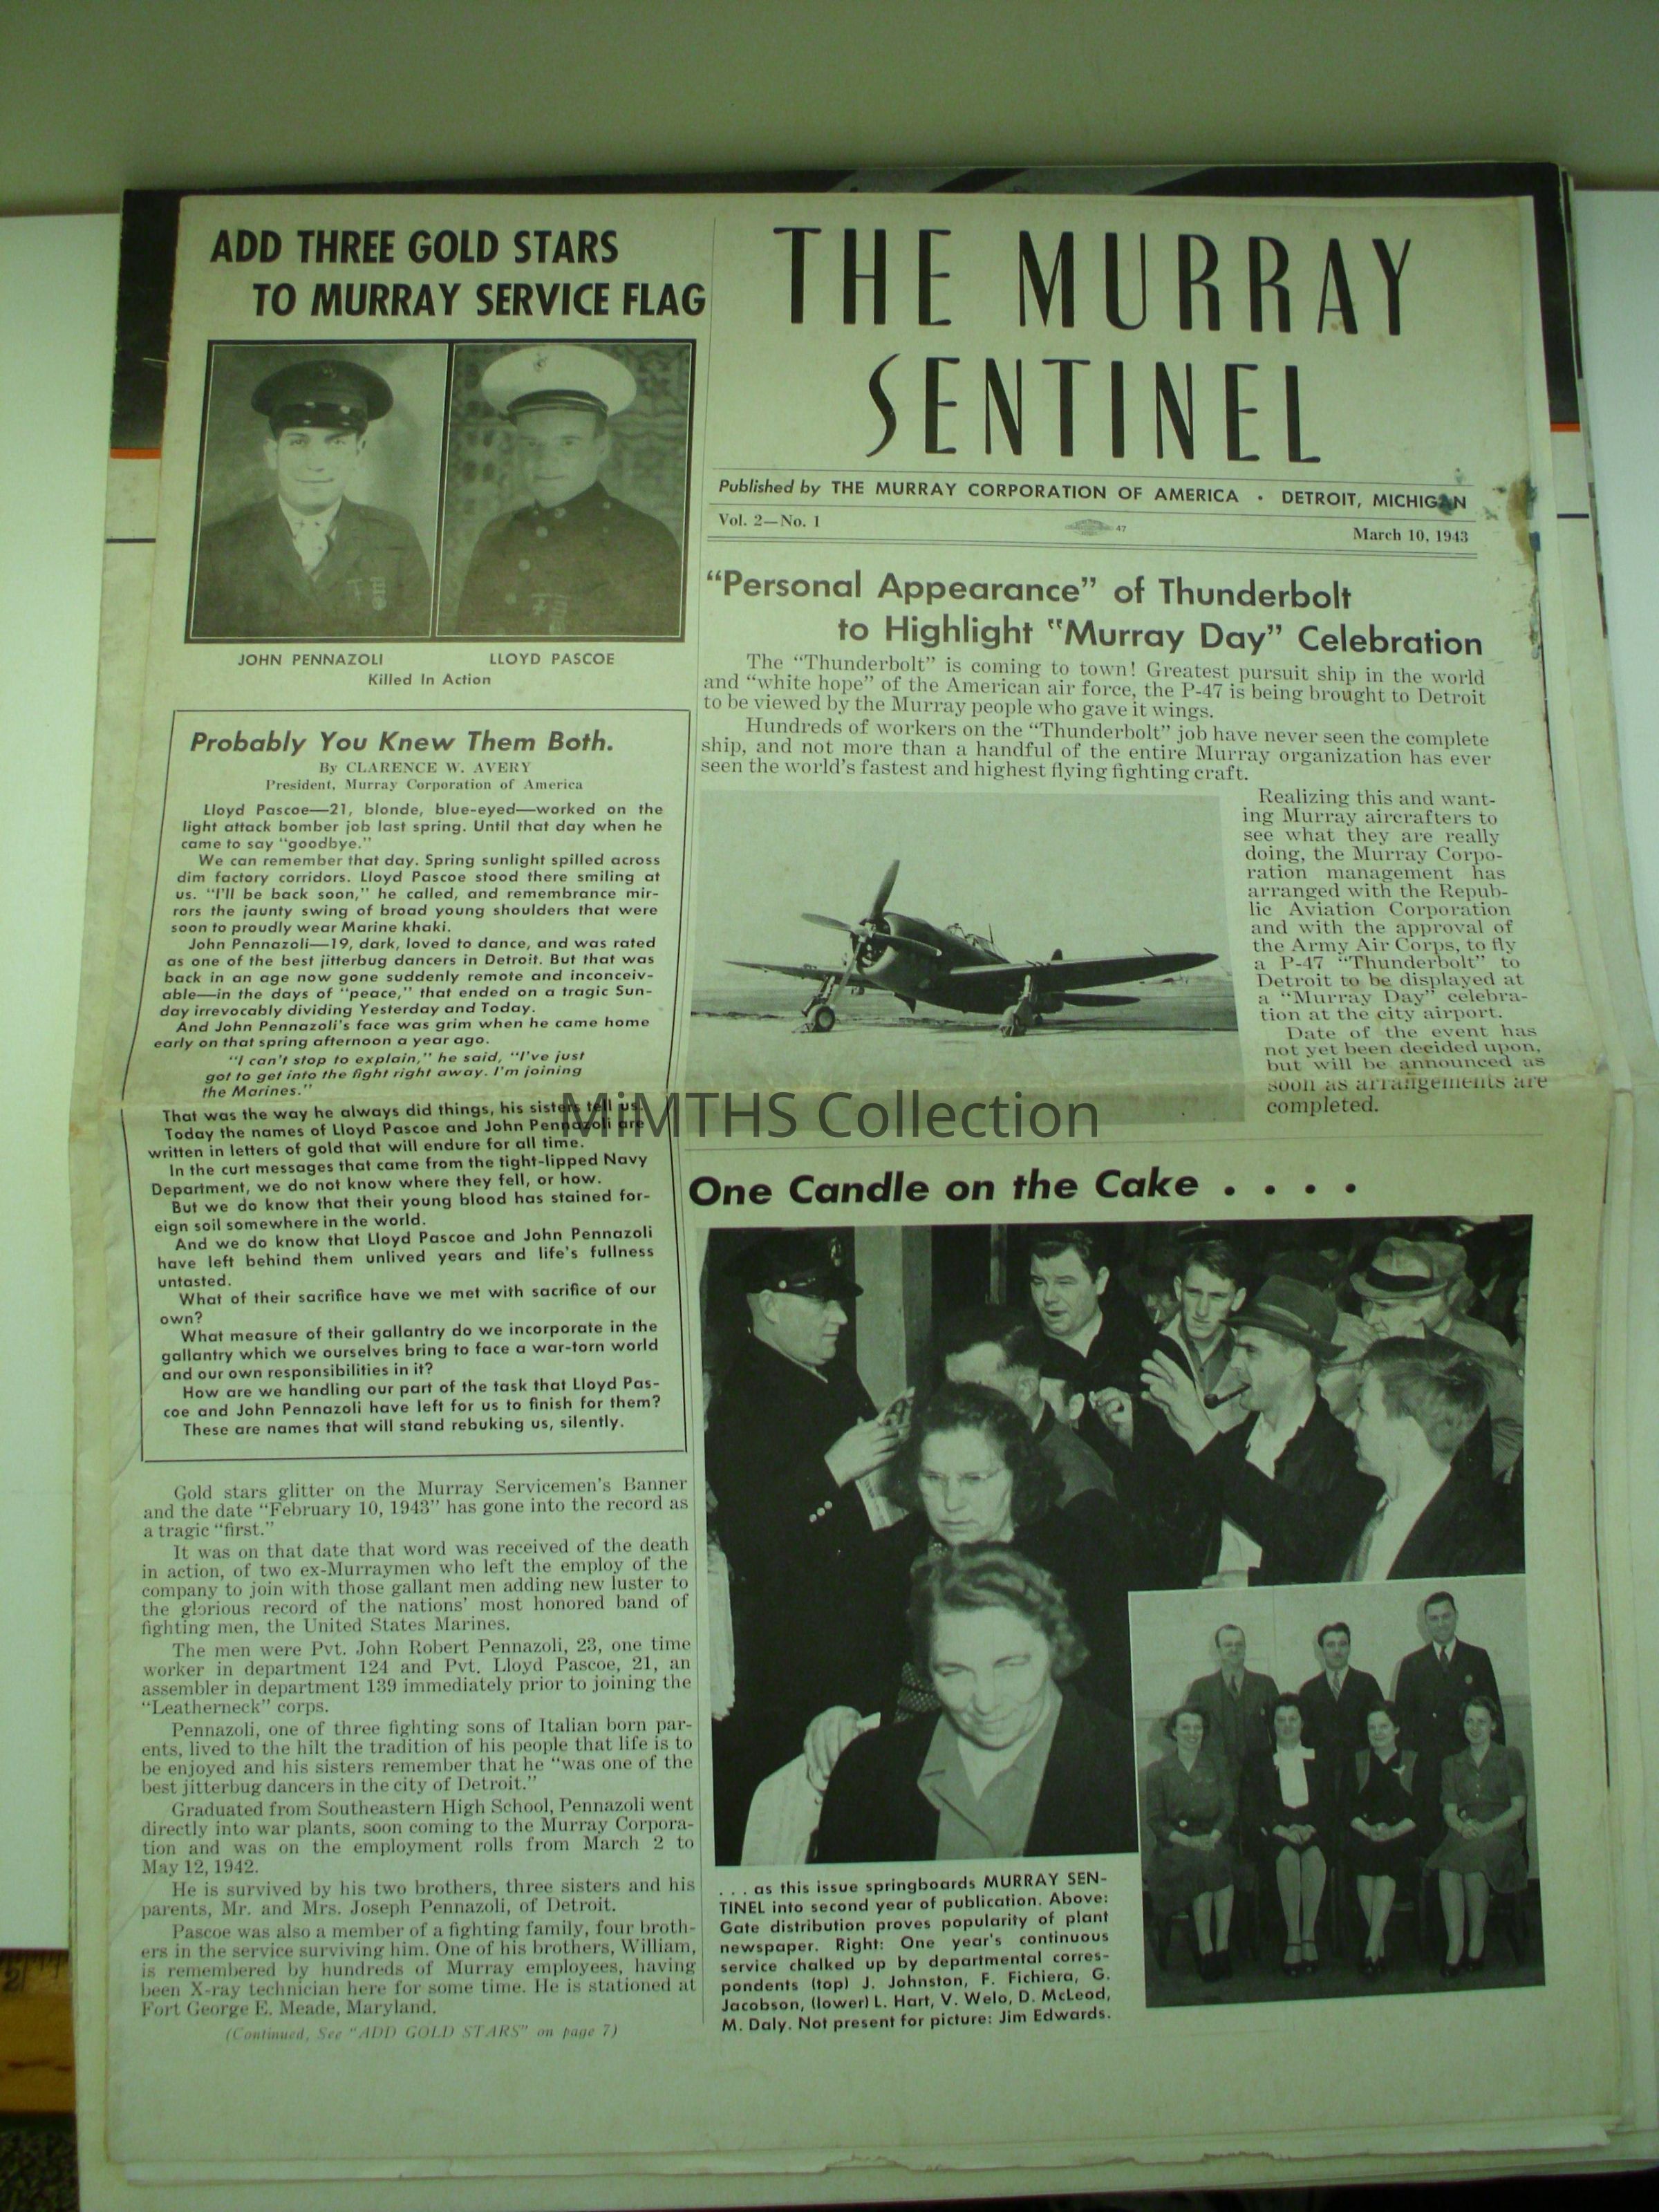 ADD THREE GOLD STARS
TO MURRAY SERVICE FLAG
JOHN PENNAZOLI
LLOYD PASCOE
Killed In Action
Probably You Knew Them Both.
By CLARENCE W. AVERY
President, Murray Corporation of America
Lloyd Pascoe—21, blonde, blue-eyed—worked on the
light attack bomber job last spring. Until that day when he
came to say "goodbye."
We can remember that day. Spring sunlight spilled across
dim factory corridors. Lloyd Pascoe stood there smiling at
us. "I'll be back soon," he called, and remembrance mir-
rors the jaunty swing of broad young shoulders that were
soon to proudly wear Marine khaki.
John Pennazoli—19, dark, loved to dance, and was rated
as one of the best jitterbug dancers in Detroit. But that was
back in an age now gone suddenly remote and inconceiv-
able—in the days of "peace," that ended on a tragic Sun-
day irrevocably dividing Yesterday and Today.
And John Pennazoli's face was grim when he came home
early on that spring afternoon a year ago.
"I can't stop to explain," he said, "I've just
got to get into the fight right away. I'm joining
the Marines."
That was the way he always did things, his sisters tell us.
Today the names of Lloyd Pascoe and John Pennazoli are
written in letters of gold that will endure for all time.
In the curt messages that came from the tight-lipped Navy
Department, we do not know where they fell, or how.
But we do know that their young blood has stained for-
eign soil somewhere in the world.
And we do know that Lloyd Pascoe and John Pennazoli
have left behind them unlived years and life's fullness
untasted.
What of their sacrifice have we met with sacrifice of our
own?
What measure of their gallantry do we incorporate in the
gallantry which we ourselves bring to face a war-torn world
and our own responsibilities in it?
How are we handling our part of the task that Lloyd Pas-
coe and John Pennazoli have left for us to finish for them?
These are names that will stand rebuking us, silently.
Gold stars glitter on the Murray Servicemen's Banner
and the date "February 10, 1943" has gone into the record as
a tragic "first."
It was on that date that word was received of the death
in action, of two ex-Murraymen who left the employ of the
company to join with those gallant men adding new luster to
the glorious record of the nations' most honored band of
fighting men, the United States Marines.
The men were Pvt. John Robert Pennazoli, 23, one time
worker in department 124 and Pvt. Lloyd Pascoe, 21, an
assembler in department 139 immediately prior to joining the
"Leatherneck" corps.
Pennazoli, one of three fighting sons of Italian born par-
ents, lived to the hilt the tradition of his people that life is to
be enjoyed and his sisters remember that he "was one of the
best jitterbug dancers in the city of Detroit."
Graduated from Southeastern High School, Pennazoli went
directly into war plants, soon coming to the Murray Corpora-
tion and was on the employment rolls from March 2 to
May 12, 1942.
He is survived by his two brothers, three sisters and his
parents, Mr. and Mrs. Joseph Pennazoli, of Detroit.
Pascoe was also a member of a fighting family, four broth-
ers in the service surviving him. One of his brothers, William,
is remembered by hundreds of Murray employees, having
been X-ray technician here for some time. He is stationed at
Fort George E. Meade, Maryland.
(Continued, See "ADD GOLD STARS" on page 7)
THE MURRAY
SENTINEL
Published by THE MURRAY CORPORATION OF AMERICA • DETROIT, MICHIGAN
Vol. 2—No. 1
47
March 10, 1943
"Personal Appearance" of Thunderbolt
to Highlight "Murray Day" Celebration
The "Thunderbolt" is coming to town! Greatest pursuit ship in the world
and "white hope" of the American air force, the P-47 is being brought to Detroit
to be viewed by the Murray people who gave it wings.
Hundreds of workers on the "Thunderbolt" job have never seen the complete
ship, and not more than a handful of the entire Murray organization has ever
seen the world's fastest and highest flying fighting craft.
Realizing this and want-
ing Murray aircrafters to
see what they are really
doing, the Murray Corpo-
ration management has
arranged with the Repub-
lic Aviation Corporation
and with the approval of
the Army Air Corps, to fly
a P-47 "Thunderbolt" to
Detroit to be displayed at
a "Murray Day" celebra-
tion at the city airport.
Date of the event has
not yet been decided upon,
but will be announced as
soon as arrangements are
completed.
MiMTHS Collection
One Candle on the Cake . . . .
. . . as this issue springboards MURRAY SEN-
TINEL into second year of publication. Above:
Gate distribution proves popularity of plant
newspaper. Right: One year's continuous
service chalked up by departmental corres-
pondents (top) J. Johnston, F. Fichiera, G.
Jacobson, (lower) L. Hart, V. Welo, D. McLeod,
M. Daly. Not present for picture: Jim Edwards.
2